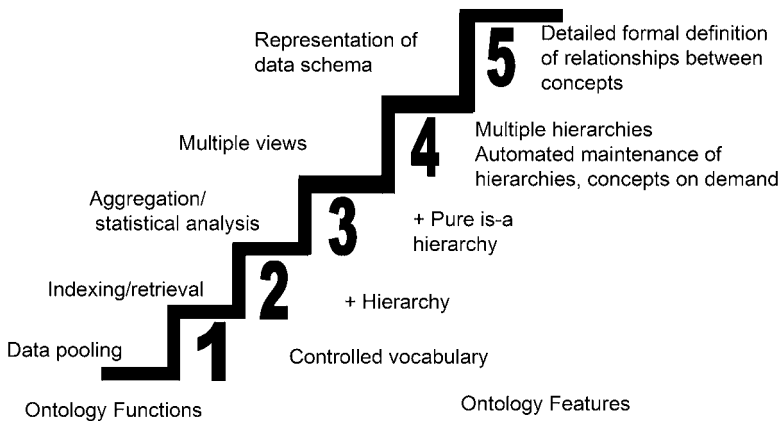 Representation of
data schema
5
Detailed formal definition
of relationships between
concepts
Multiple views
4
Multiple hierarchies
Automated maintenance of
hierarchies, concepts on demand
Aggregation/
statistical analysis
3
+ Pure is-a
hierarchy
Indexing/retrieval
2
+ Hierarchy
Data pooling
1
Controlled vocabulary
Ontology Functions
Ontology Features